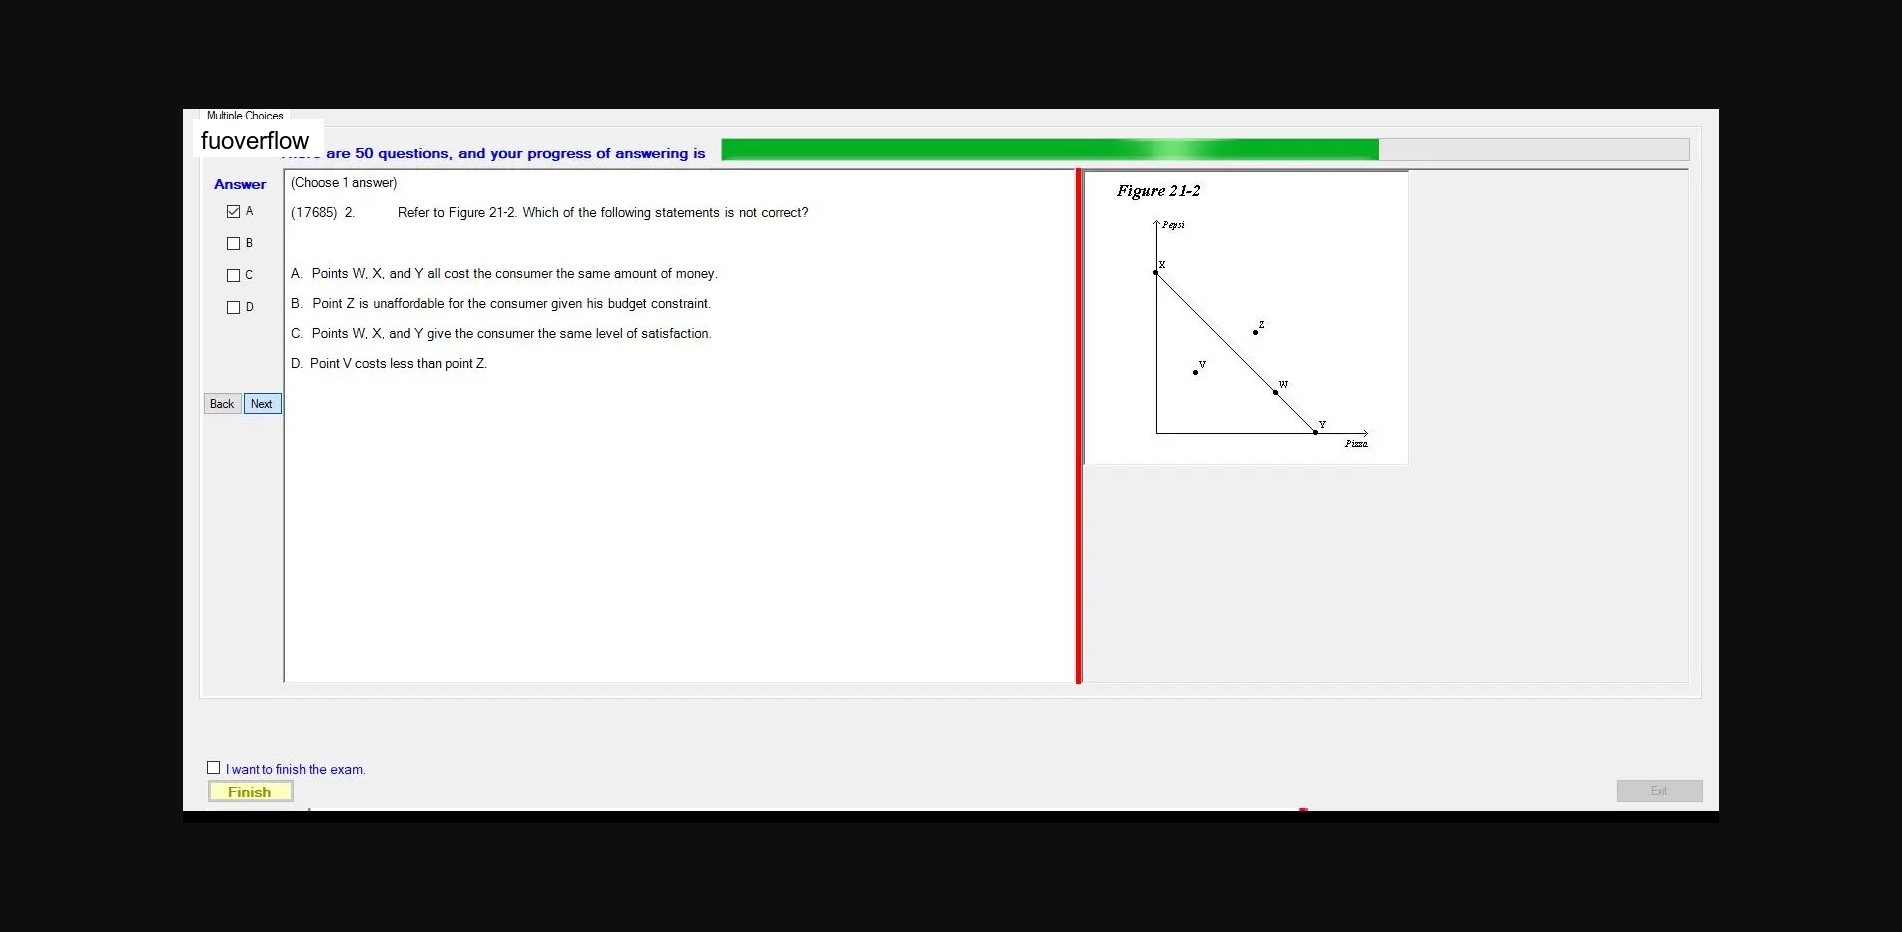 Multiple Choices
fuoverflow
are 50 questions, and your progress of answering is
Answer
A
B
C
D
Back Next
(Choose 1 answer)
(17685) 2. Refer to Figure 21-2. Which of the following statements is not correct?
A. Points W, X, and Y all cost the consumer the same amount of money.
B. Point Z is unaffordable for the consumer given his budget constraint.
C. Points W, X, and Y give the consumer the same level of satisfaction.
D. Point V costs less than point Z.
Figure 21-2
Pepsi
X
Z
V
W
Y
Pizza
I want to finish the exam.
Finish
Exit